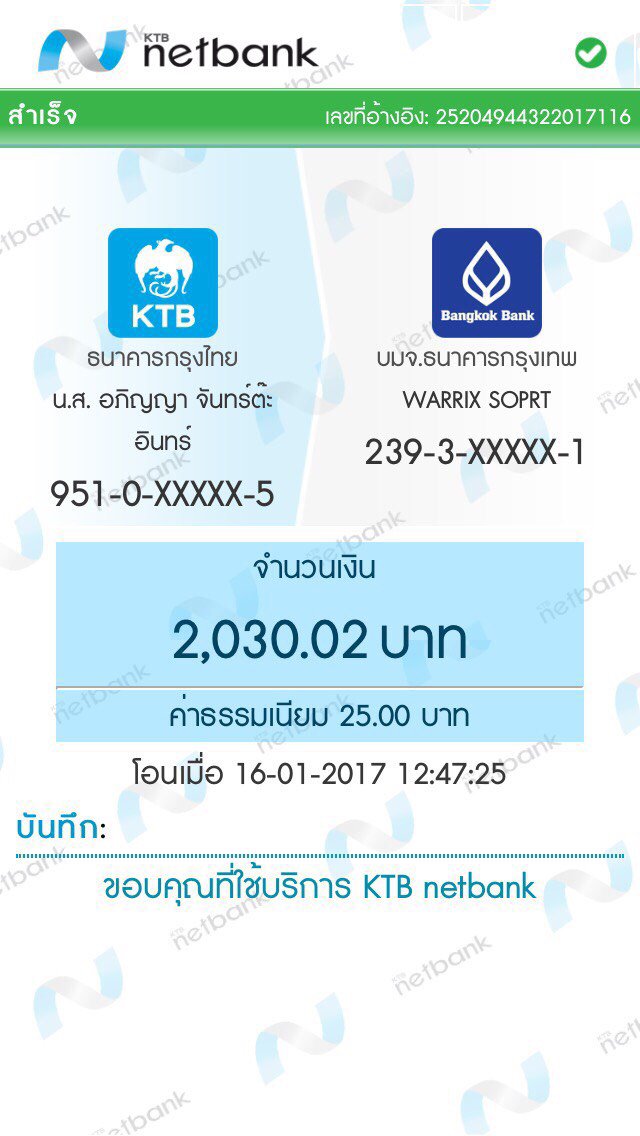 KTB
netbank
สำเร็จ
เลขที่อ้างอิง: 25204944322017116
KTB
ธนาคารกรุงไทย
น.ส. อภิญญา จันทร์ต๊ะ
อินทร์
951-0-XXXXX-5
Bangkok Bank
บมจ.ธนาคารกรุงเทพ
WARRIX SOPRT
239-3-XXXXX-1
จำนวนเงิน
2,030.02 บาท
ค่าธรรมเนียม 25.00 บาท
โอนเมื่อ 16-01-2017 12:47:25
บันทึก:
ขอบคุณที่ใช้บริการ KTB netbank